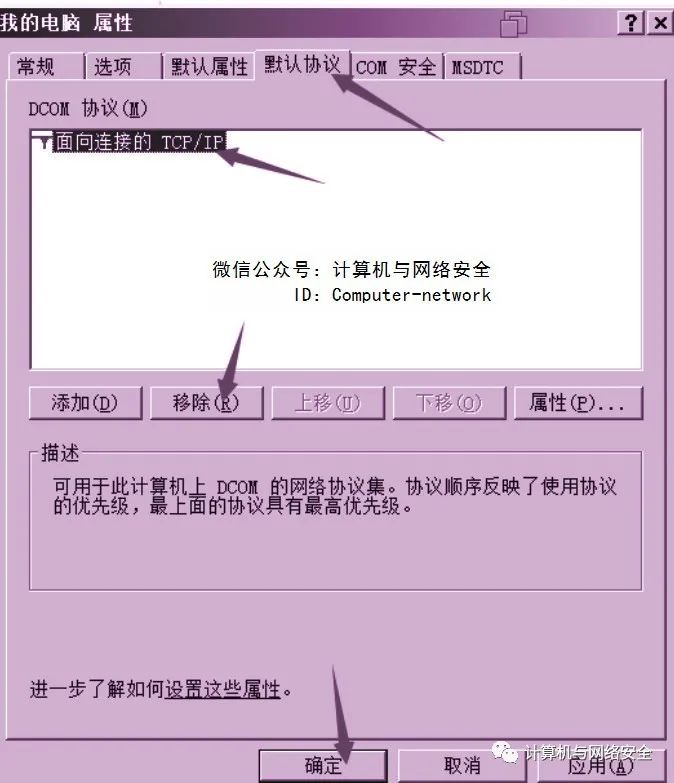 我的电脑 属性
常规 选项 默认属性 默认协议 COM 安全 MSDTC
DCOM 协议(M)
面向连接的 TCP/IP
微信公众号：计算机与网络安全
ID：Computer-network
添加(D) 移除(R) 上移(U) 下移(O) 属性(P)...
描述
可用于此计算机上 DCOM 的网络协议集。协议顺序反映了使用协议
的优先级，最上面的协议具有最高优先级。
进一步了解如何设置这些属性。
计算机与网络安全
确定 取消 应用(A)